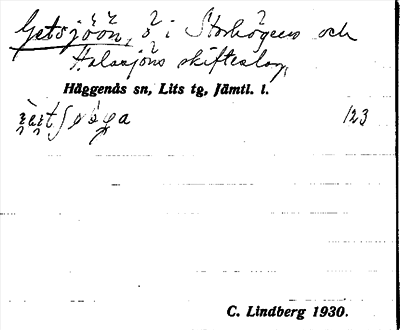 Getsjöön, ö i Storhögens och
Halasjöns skifteslag,
Häggenås sn, Lits tg, Jämtl. l.
123
C. Lindberg 1930.